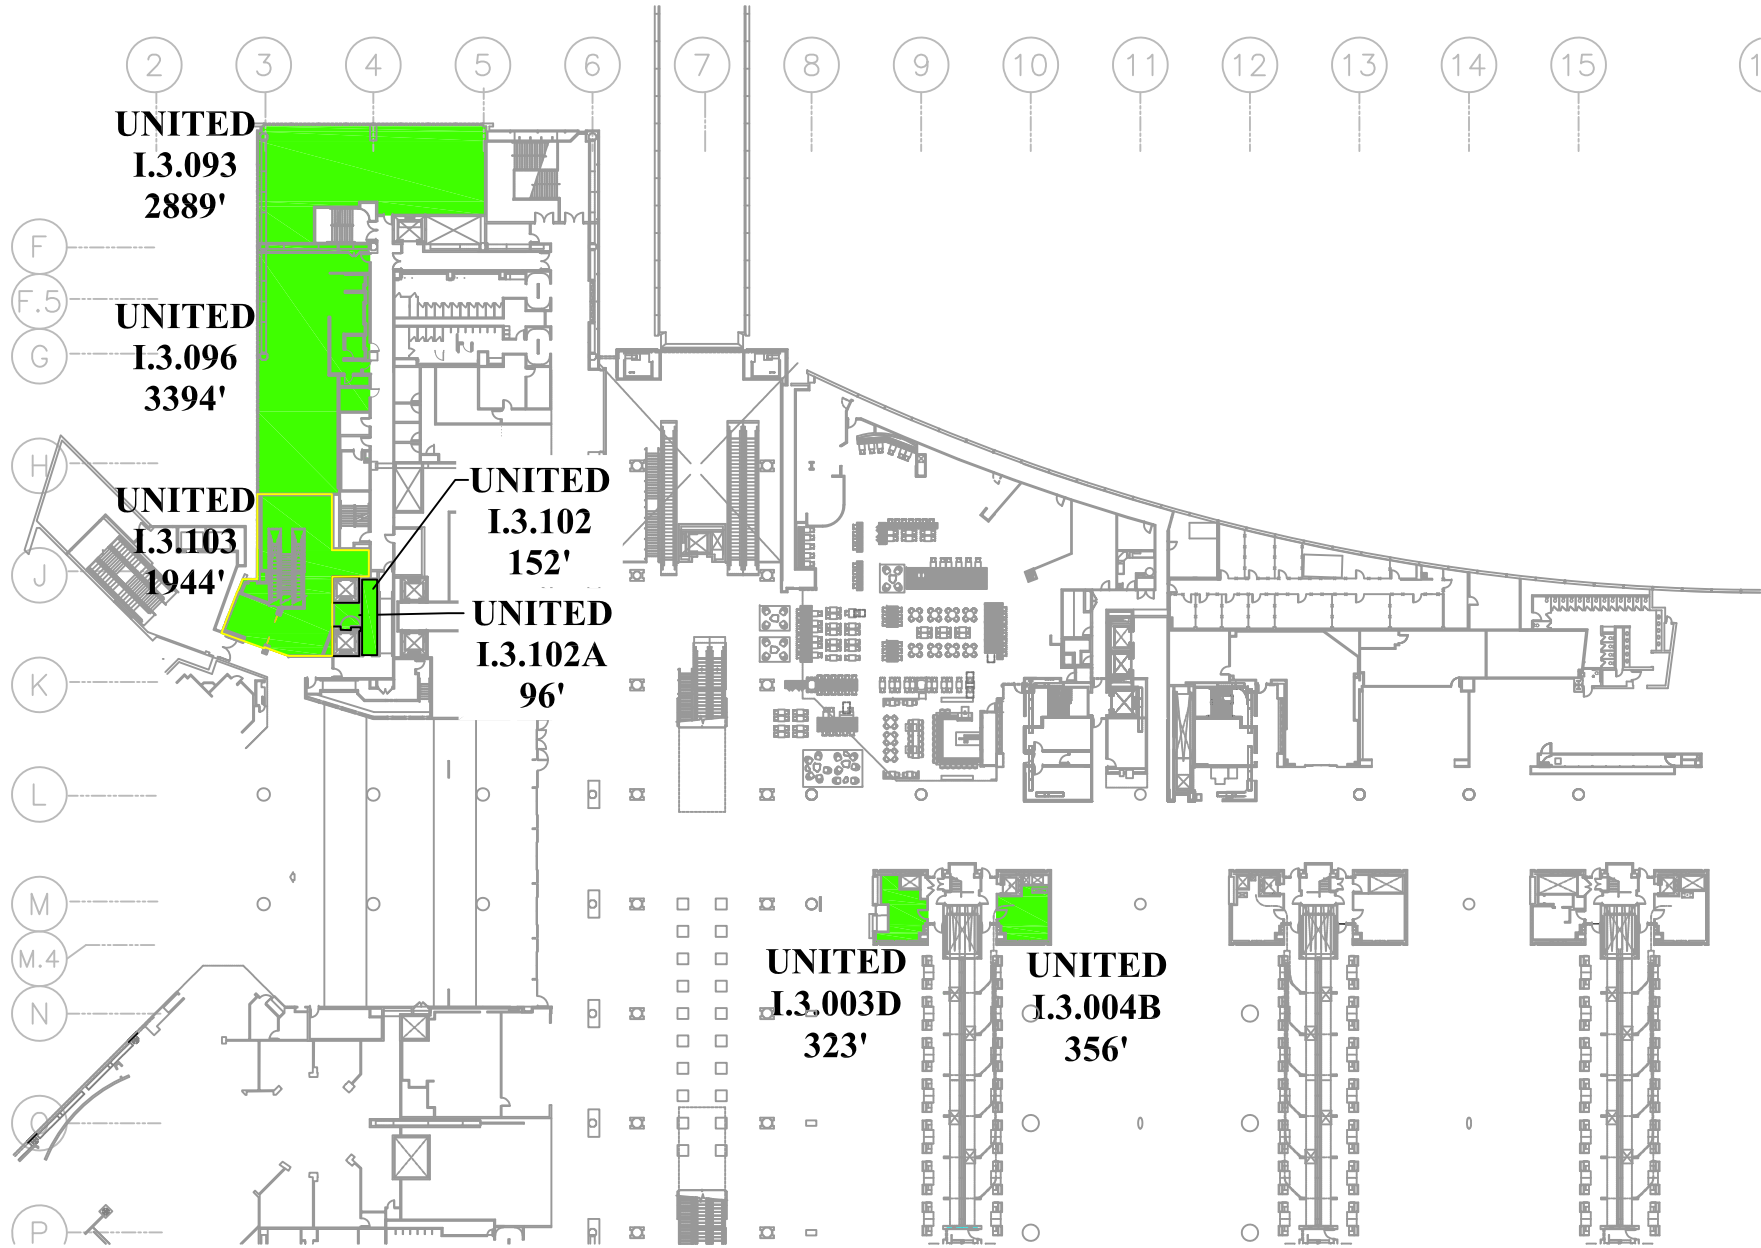 2
3
4
5
6
7
8
9
10
11
12
13
14
15
1
UNITED
I.3.093
2889'
F
F.5
UNITED
I.3.096
3394'
G
H
UNITED
I.3.102
152'
UNITED
I.3.103
1944'
J
UNITED
I.3.102A
96'
K
L
M
M.4
UNITED
I.3.003D
323'
UNITED
I.3.004B
356'
N
O
P